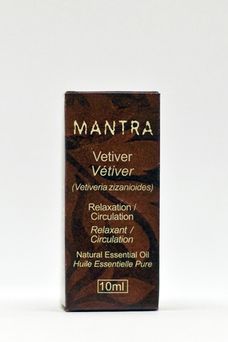 MANTRA
Vetiver
Vétiver
(Vetiveria zizanioides)
Relaxation /
Circulation
Relaxant /
Circulation
Natural Essential Oil
Huile Essentielle Pure
10ml